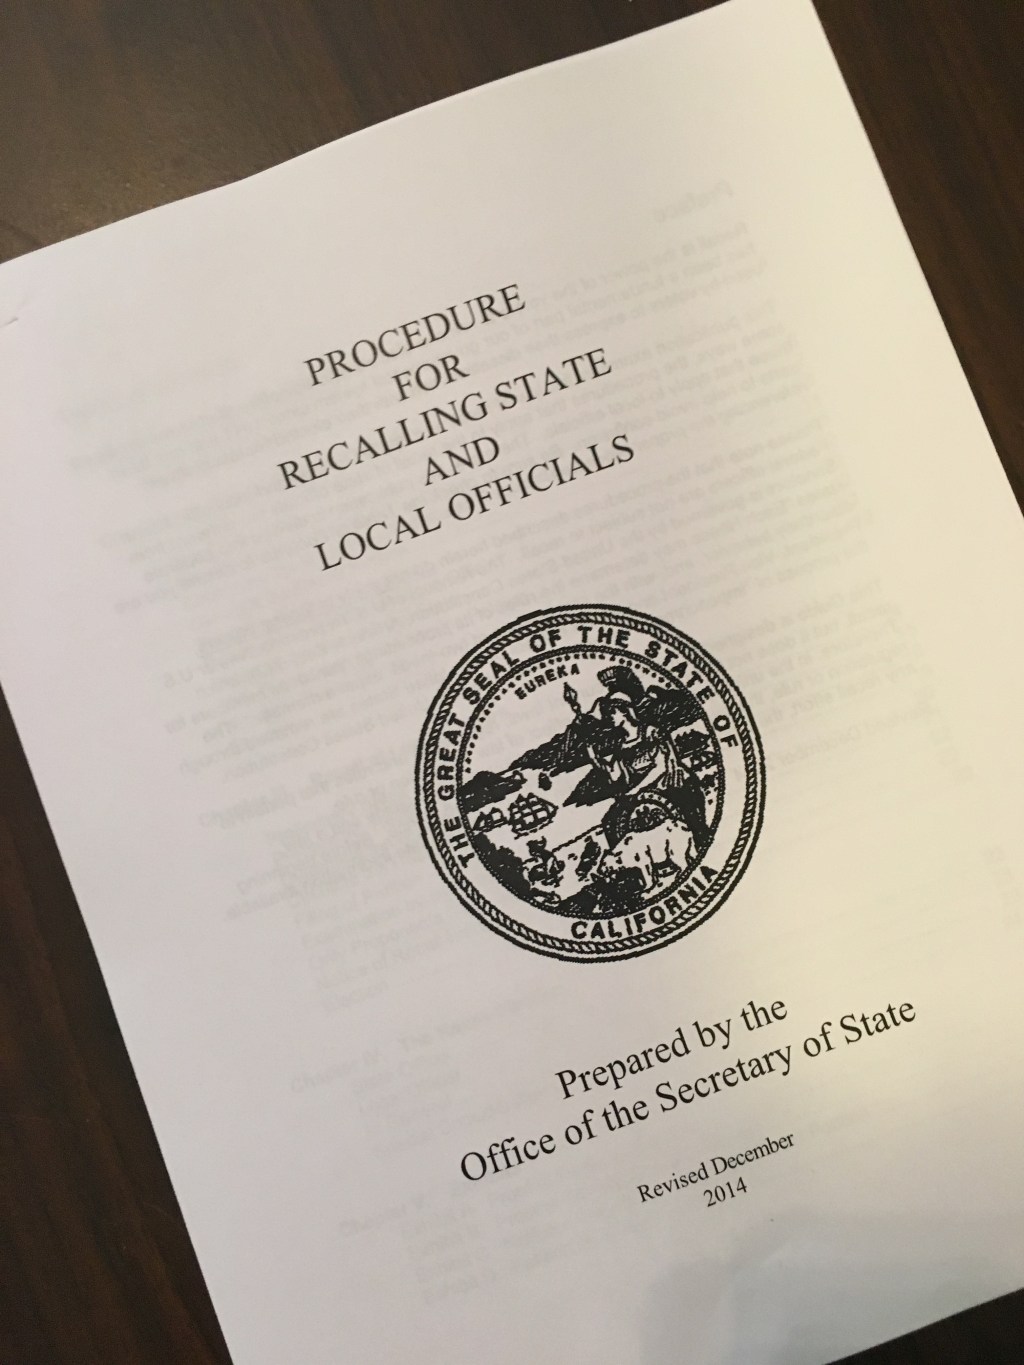 PROCEDURE
FOR
RECALLING STATE
AND
LOCAL OFFICIALS
THE GREAT SEAL OF THE STATE OF CALIFORNIA
EUREKA
Prepared by the
Office of the Secretary of State
Revised December
2014